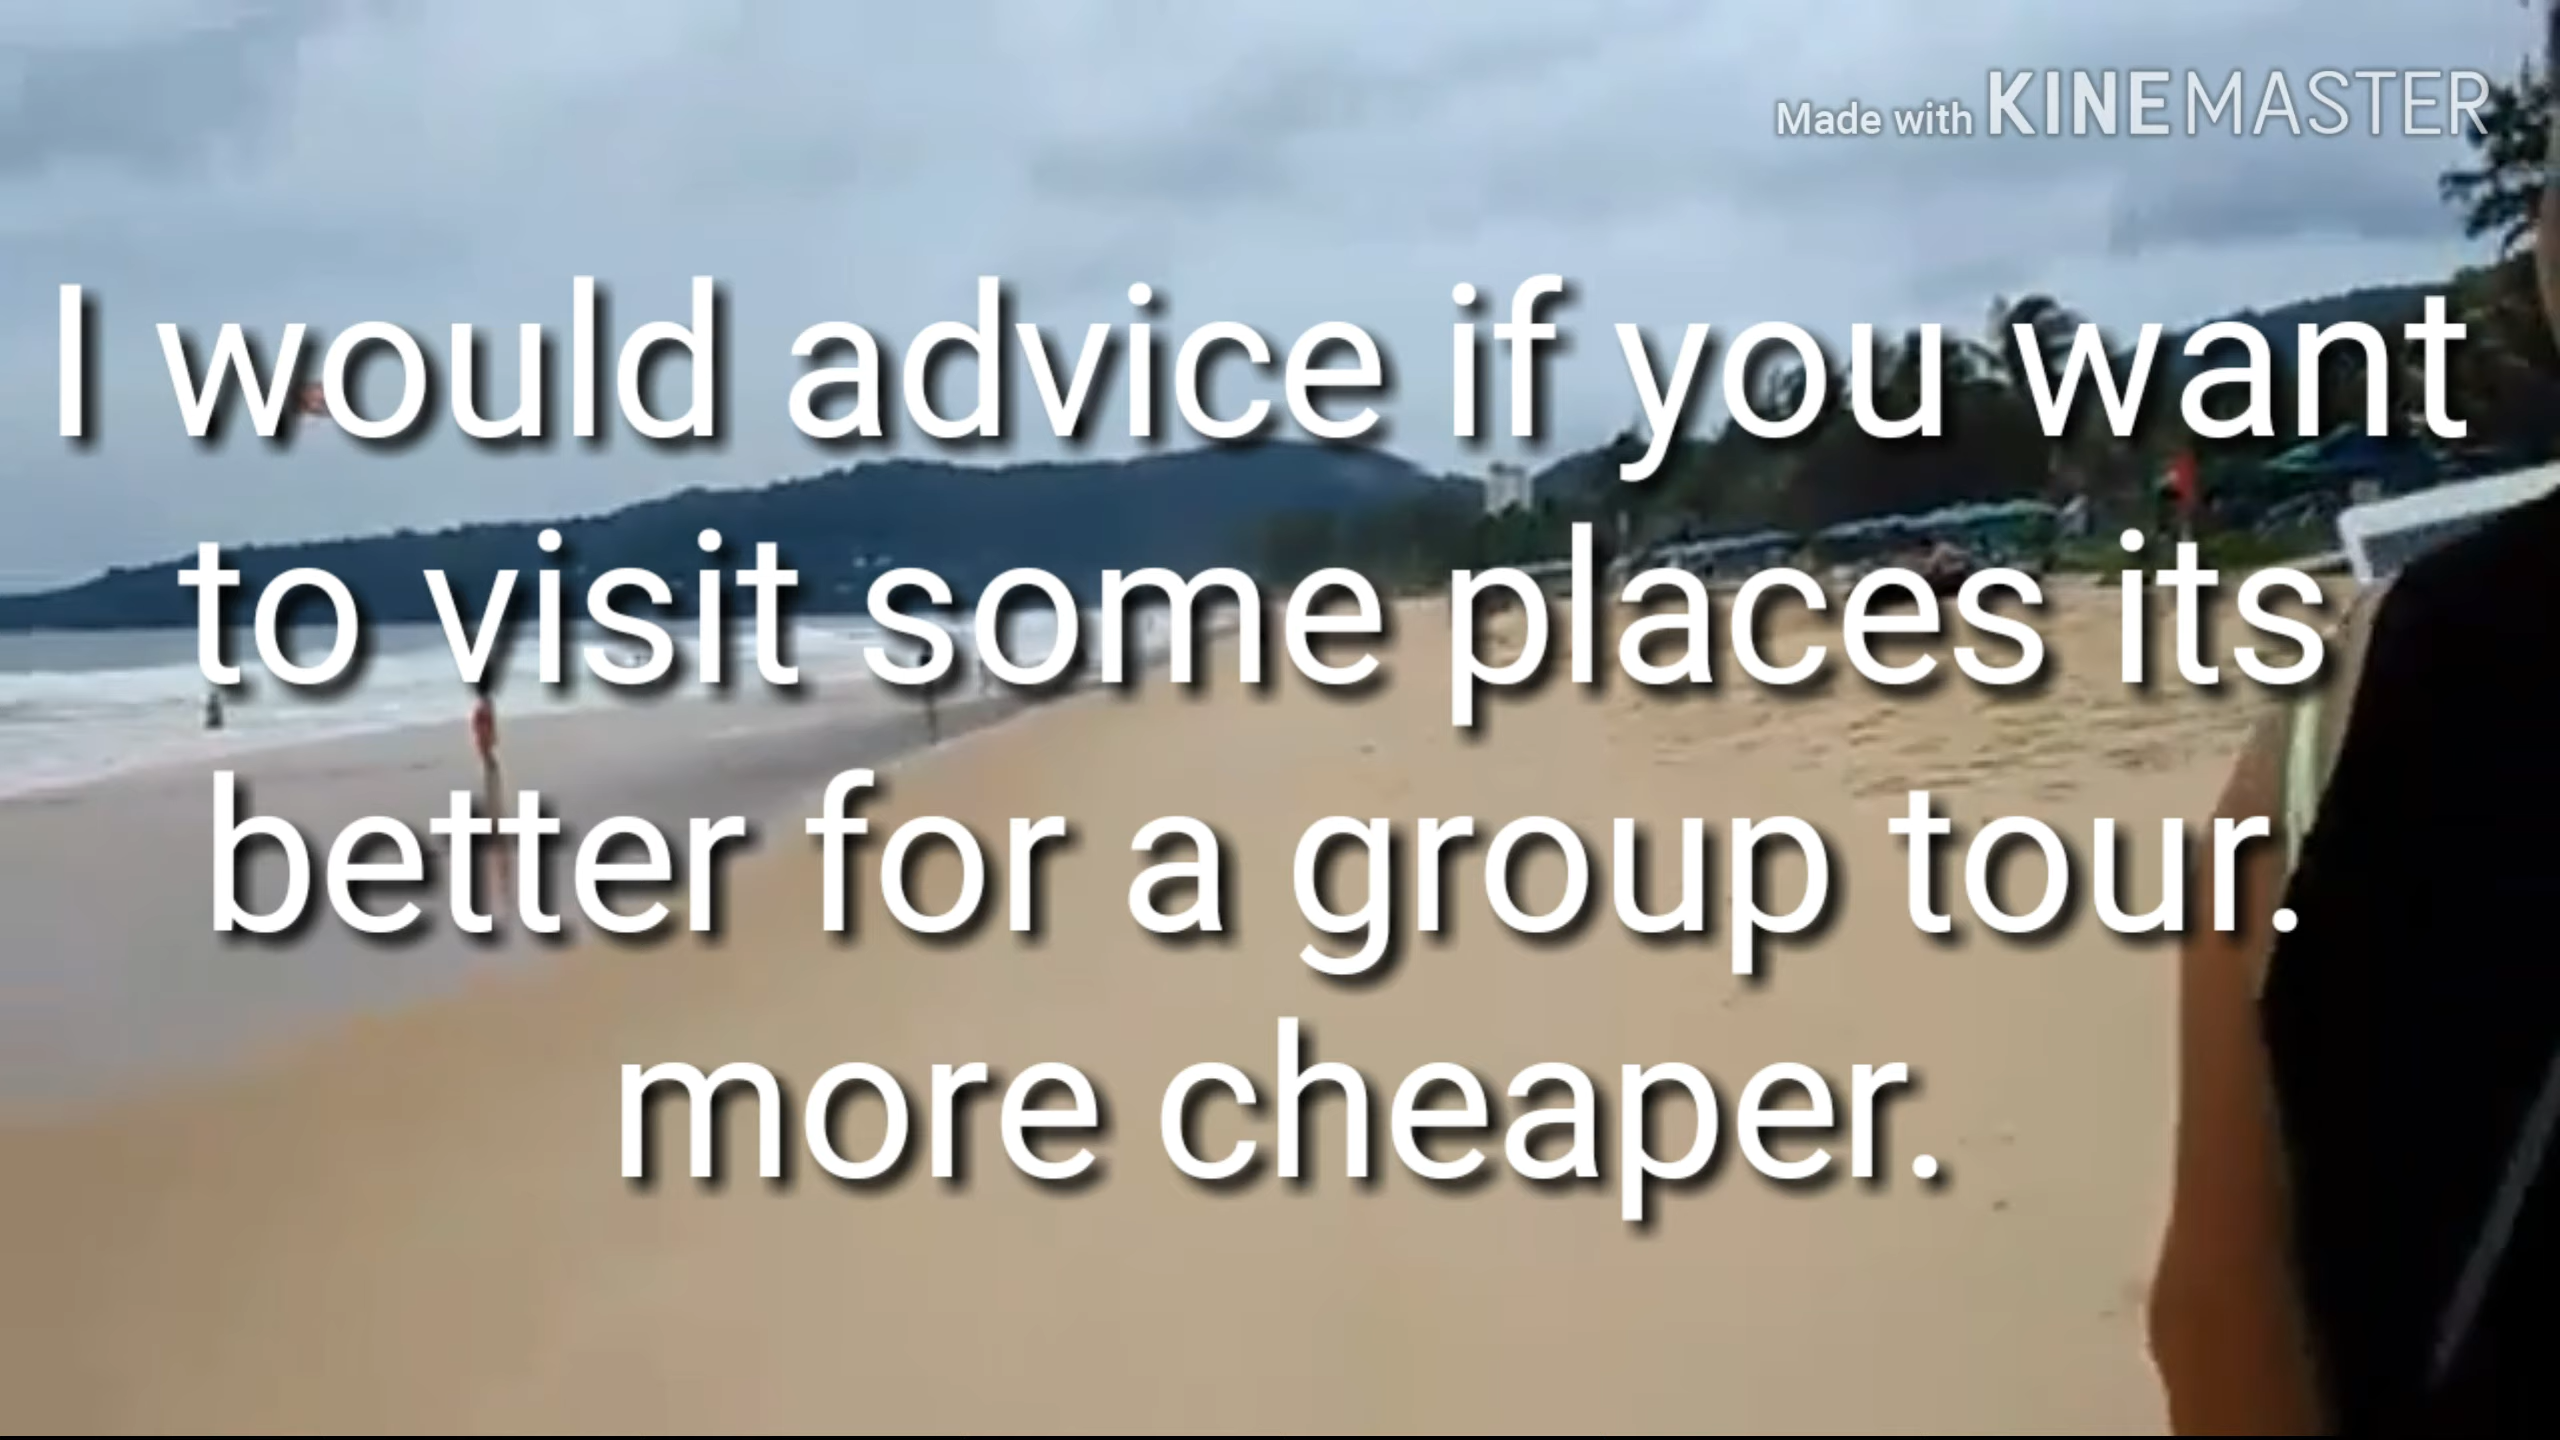 Made with KINEMASTER
I would advice if you want
to visit some places its
better for a group tour.
more cheaper.